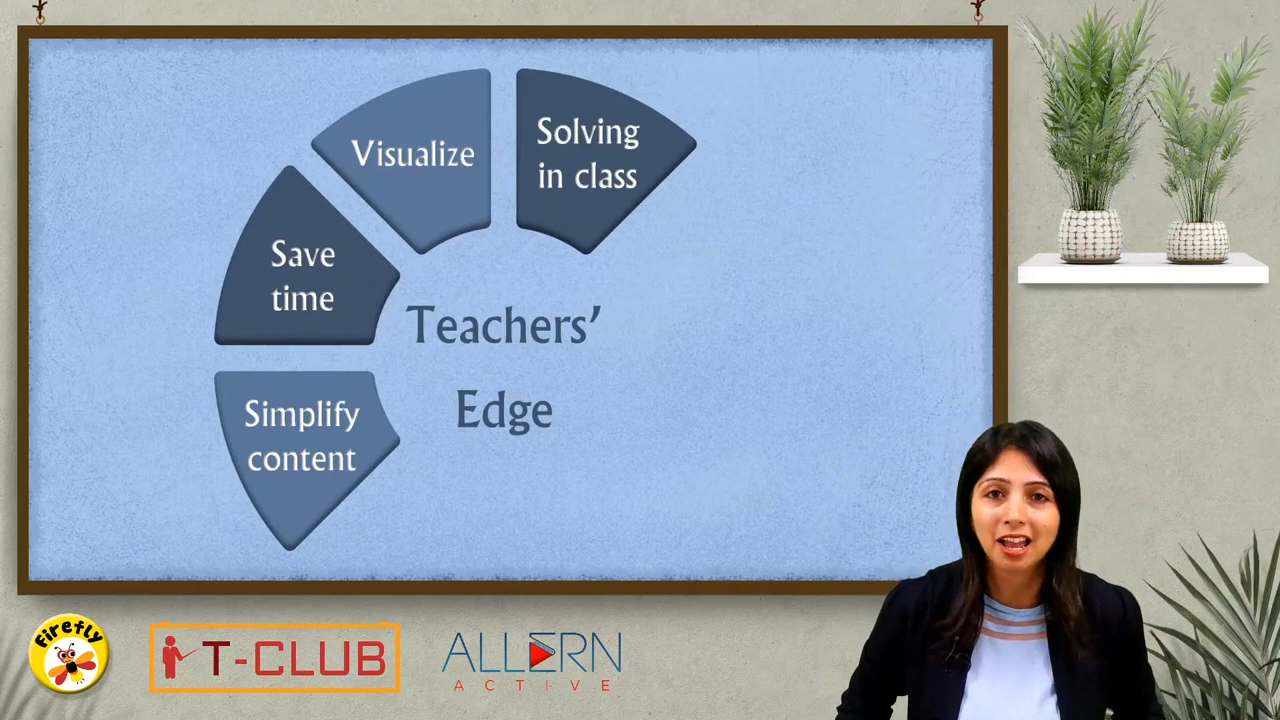 Visualize
Solving
in class
Save
time
Teachers’
Edge
Simplify
content
Firefly
T-CLUB
ALLERN
ACTIVE